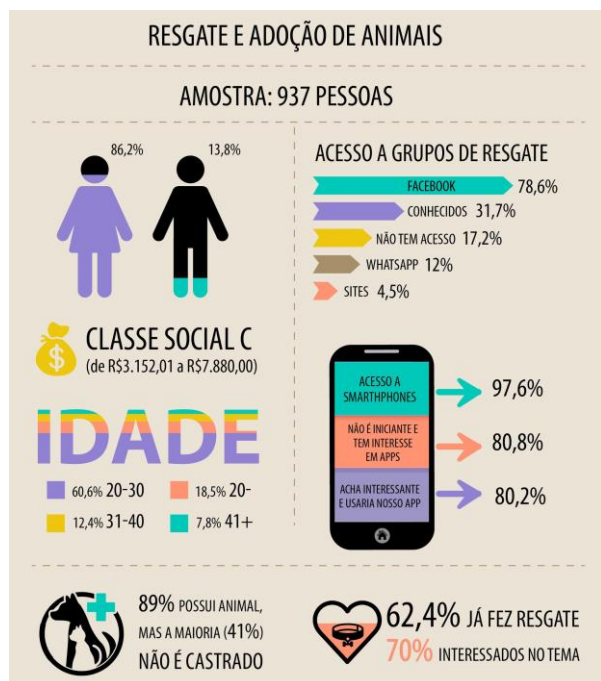 RESGATE E ADOÇÃO DE ANIMAIS
AMOSTRA: 937 PESSOAS
86,2%
13,8%
CLASSE SOCIAL C
(de R$3.152,01 a R$7.880,00)
IDADE
60,6% 20-30
18,5% 20-
12,4% 31-40
7,8% 41+
ACESSO A GRUPOS DE RESGATE
FACEBOOK 78,6%
CONHECIDOS 31,7%
NÃO TEM ACESSO 17,2%
WHATSAPP 12%
SITES 4,5%
ACESSO A
SMARTHPHONES
97,6%
NÃO É INICIANTE E
TEM INTERESSE
EM APPS
80,8%
ACHA INTERESSANTE
E USARIA NOSSO APP
80,2%
89% POSSUI ANIMAL,
MAS A MAIORIA (41%)
NÃO É CASTRADO
62,4% JÁ FEZ RESGATE
70% INTERESSADOS NO TEMA
$